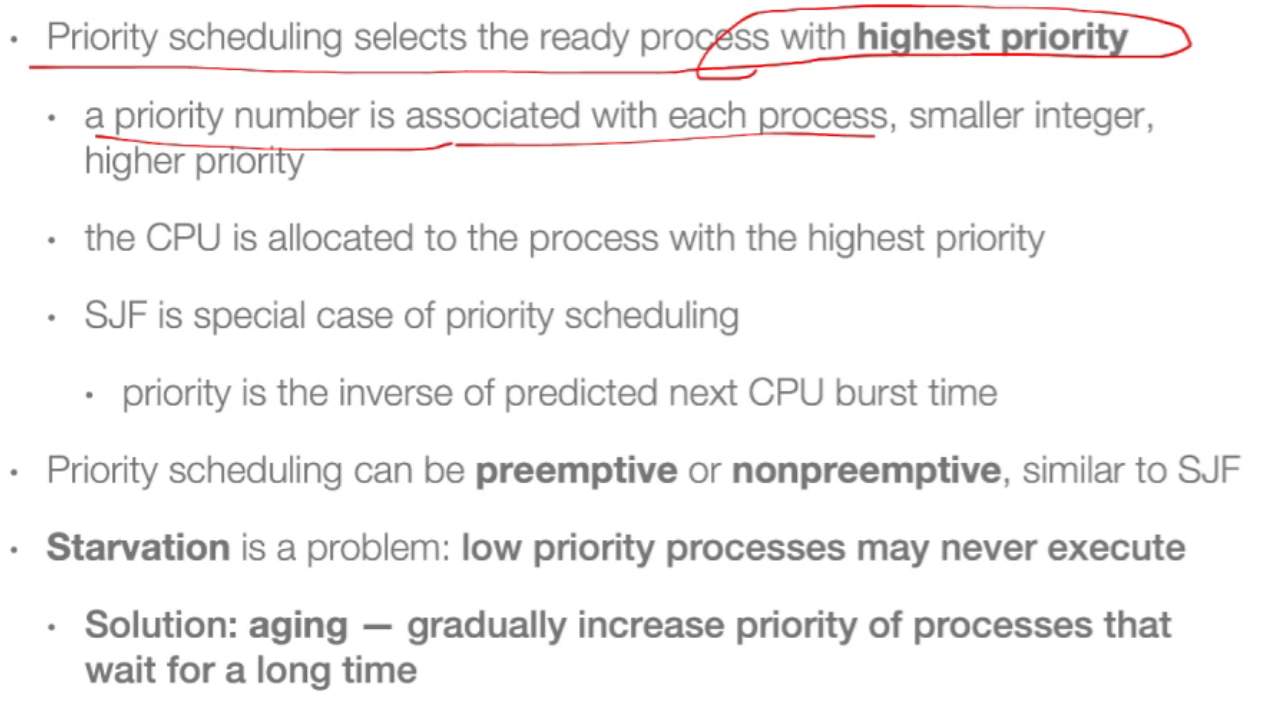 • Priority scheduling selects the ready process with highest priority
• a priority number is associated with each process, smaller integer,
higher priority
• the CPU is allocated to the process with the highest priority
• SJF is special case of priority scheduling
• priority is the inverse of predicted next CPU burst time
• Priority scheduling can be preemptive or nonpreemptive, similar to SJF
• Starvation is a problem: low priority processes may never execute
• Solution: aging — gradually increase priority of processes that
wait for a long time